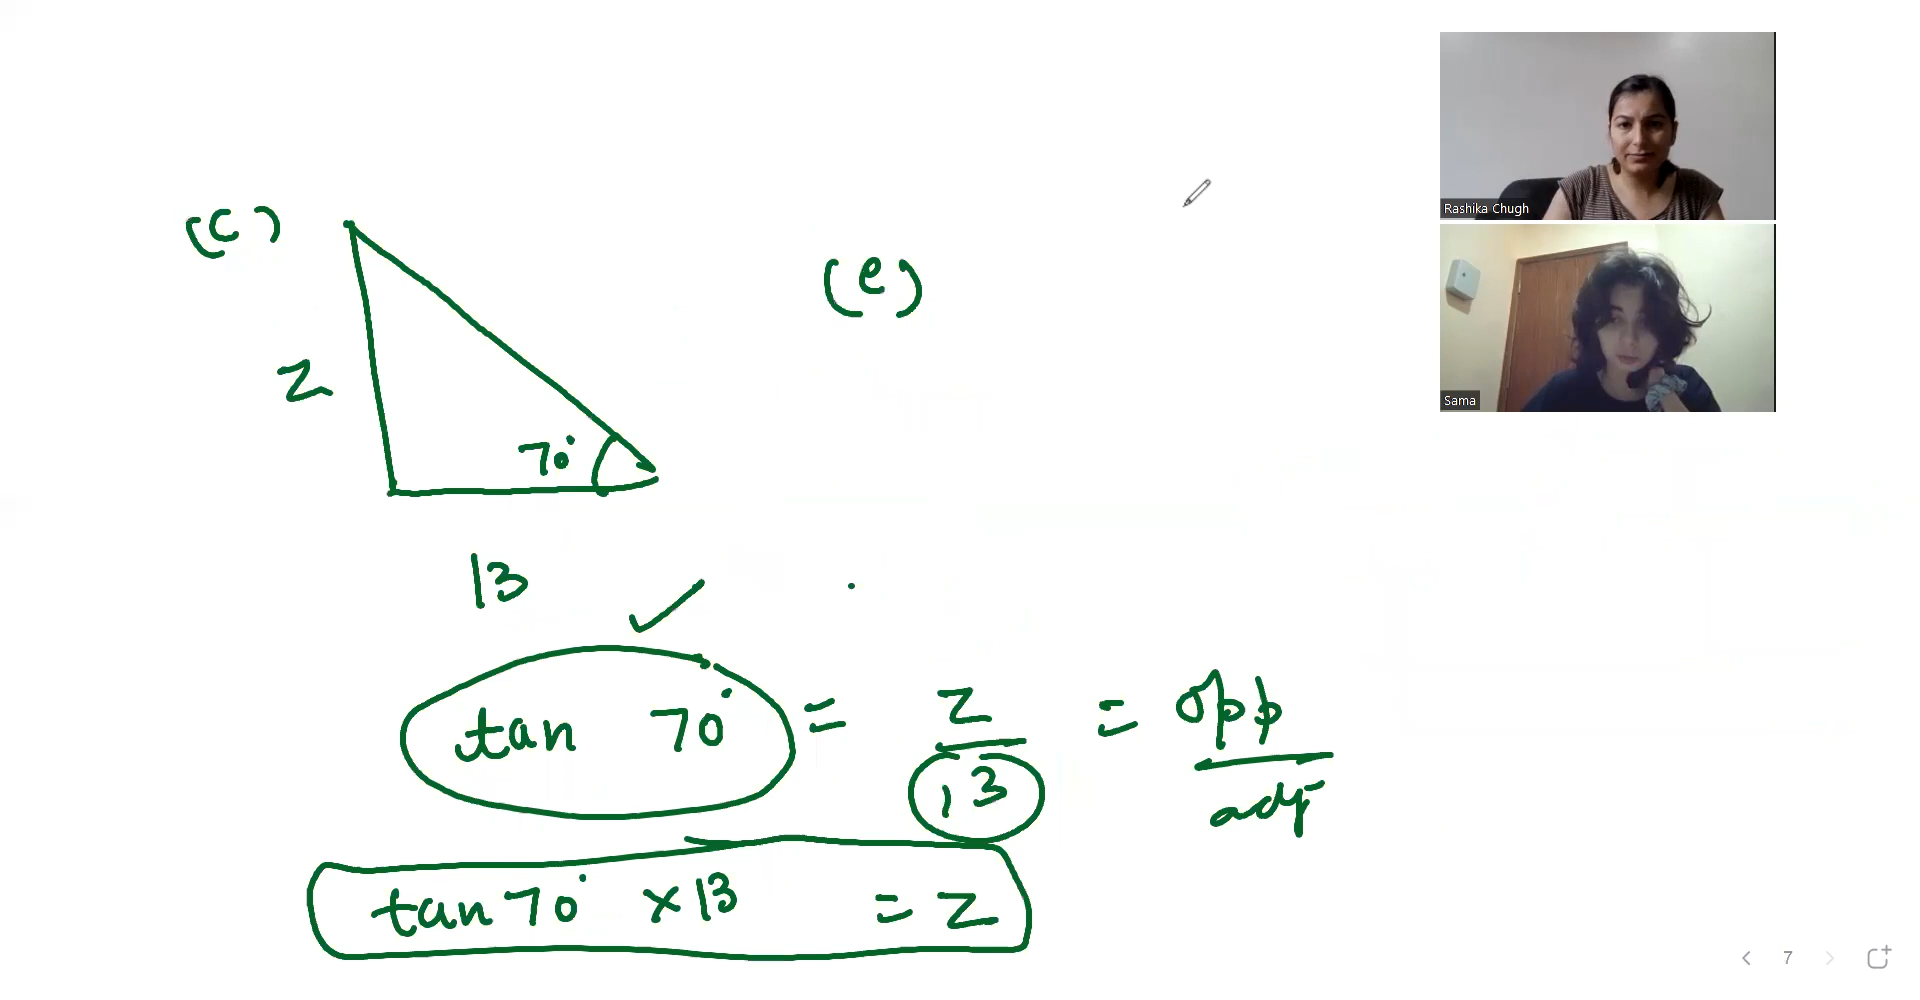 (c)
(e)
z
70°
13
tan 70° = z/13 = opp/adj
tan 70° × 13 = z
Rashika Chugh
Sama
7